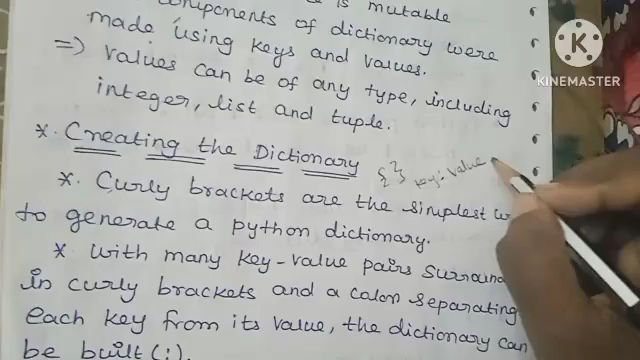 components of dictionary were
is mutable
made using keys and values.
=> values can be of any type, including
integer, list and tuple.
*. Creating the Dictionary {} key: value
*. Curly brackets are the simplest
to generate a python dictionary.
* with many key-value pairs
in curly brackets and a colon separating
each key from its value, the dictionary can
be built (:).
KINEMASTER